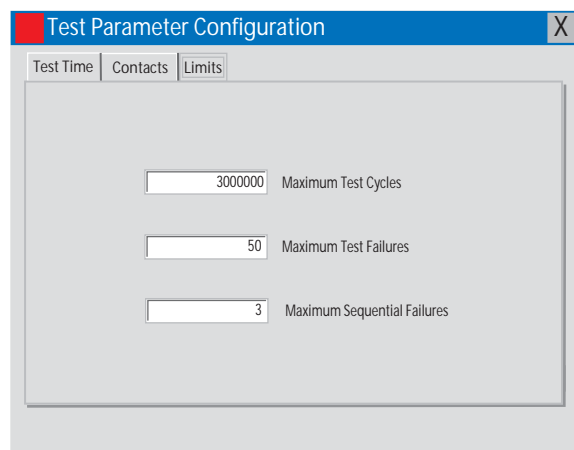 Test Parameter Configuration X
Test Time Contacts Limits
3000000 Maximum Test Cycles
50 Maximum Test Failures
3 Maximum Sequential Failures